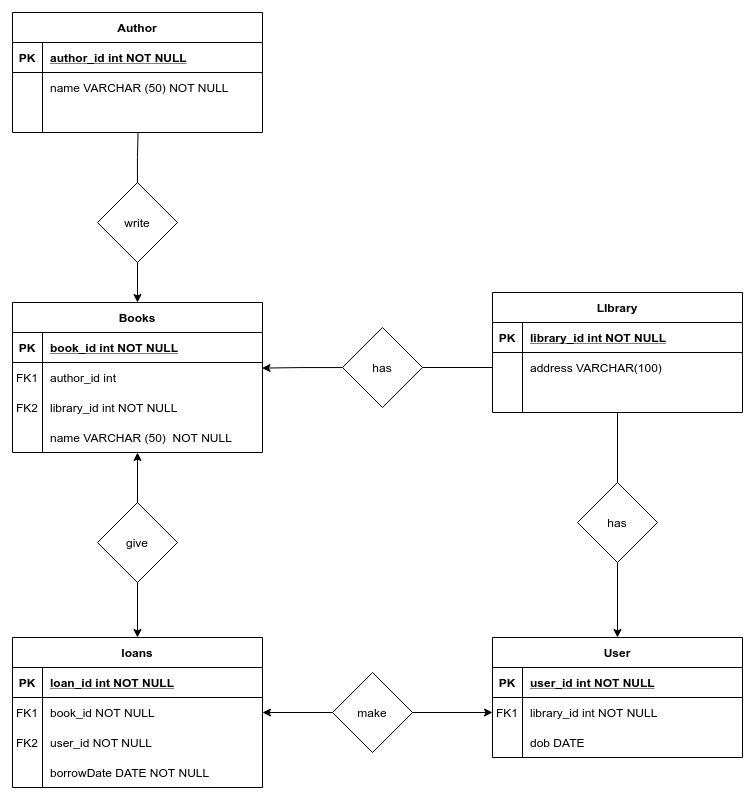 Author
PK author_id int NOT NULL
name VARCHAR (50) NOT NULL
write
Books
PK book_id int NOT NULL
FK1 author_id int
FK2 library_id int NOT NULL
name VARCHAR (50) NOT NULL
has
LIbrary
PK library_id int NOT NULL
address VARCHAR(100)
give
has
loans
PK loan_id int NOT NULL
FK1 book_id NOT NULL
FK2 user_id NOT NULL
borrowDate DATE NOT NULL
make
User
PK user_id int NOT NULL
FK1 library_id int NOT NULL
dob DATE